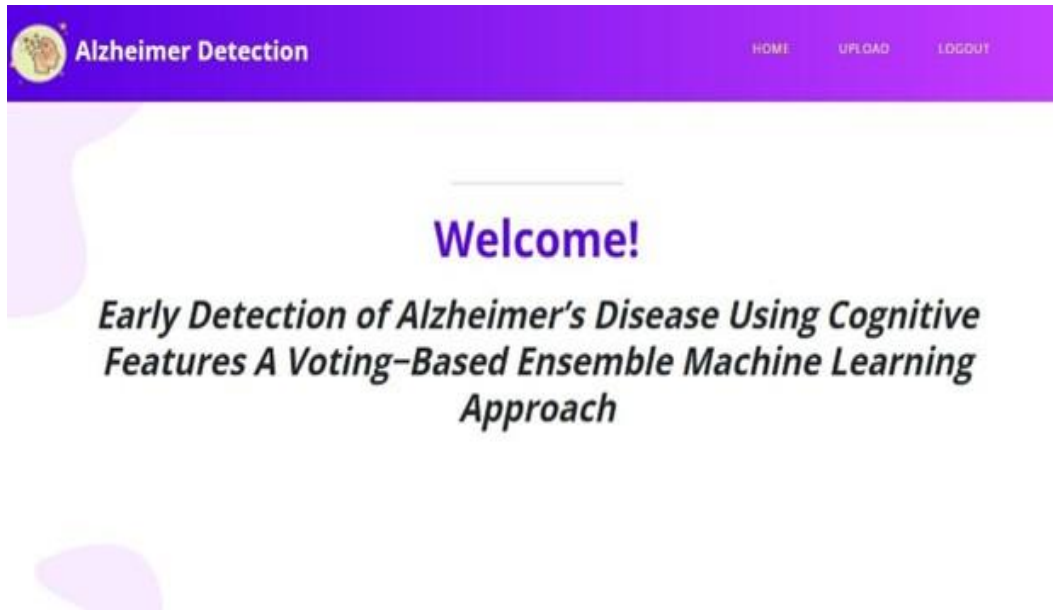 Alzheimer Detection
HOME UPLOAD LOGOUT
Welcome!
Early Detection of Alzheimer’s Disease Using Cognitive
Features A Voting–Based Ensemble Machine Learning
Approach